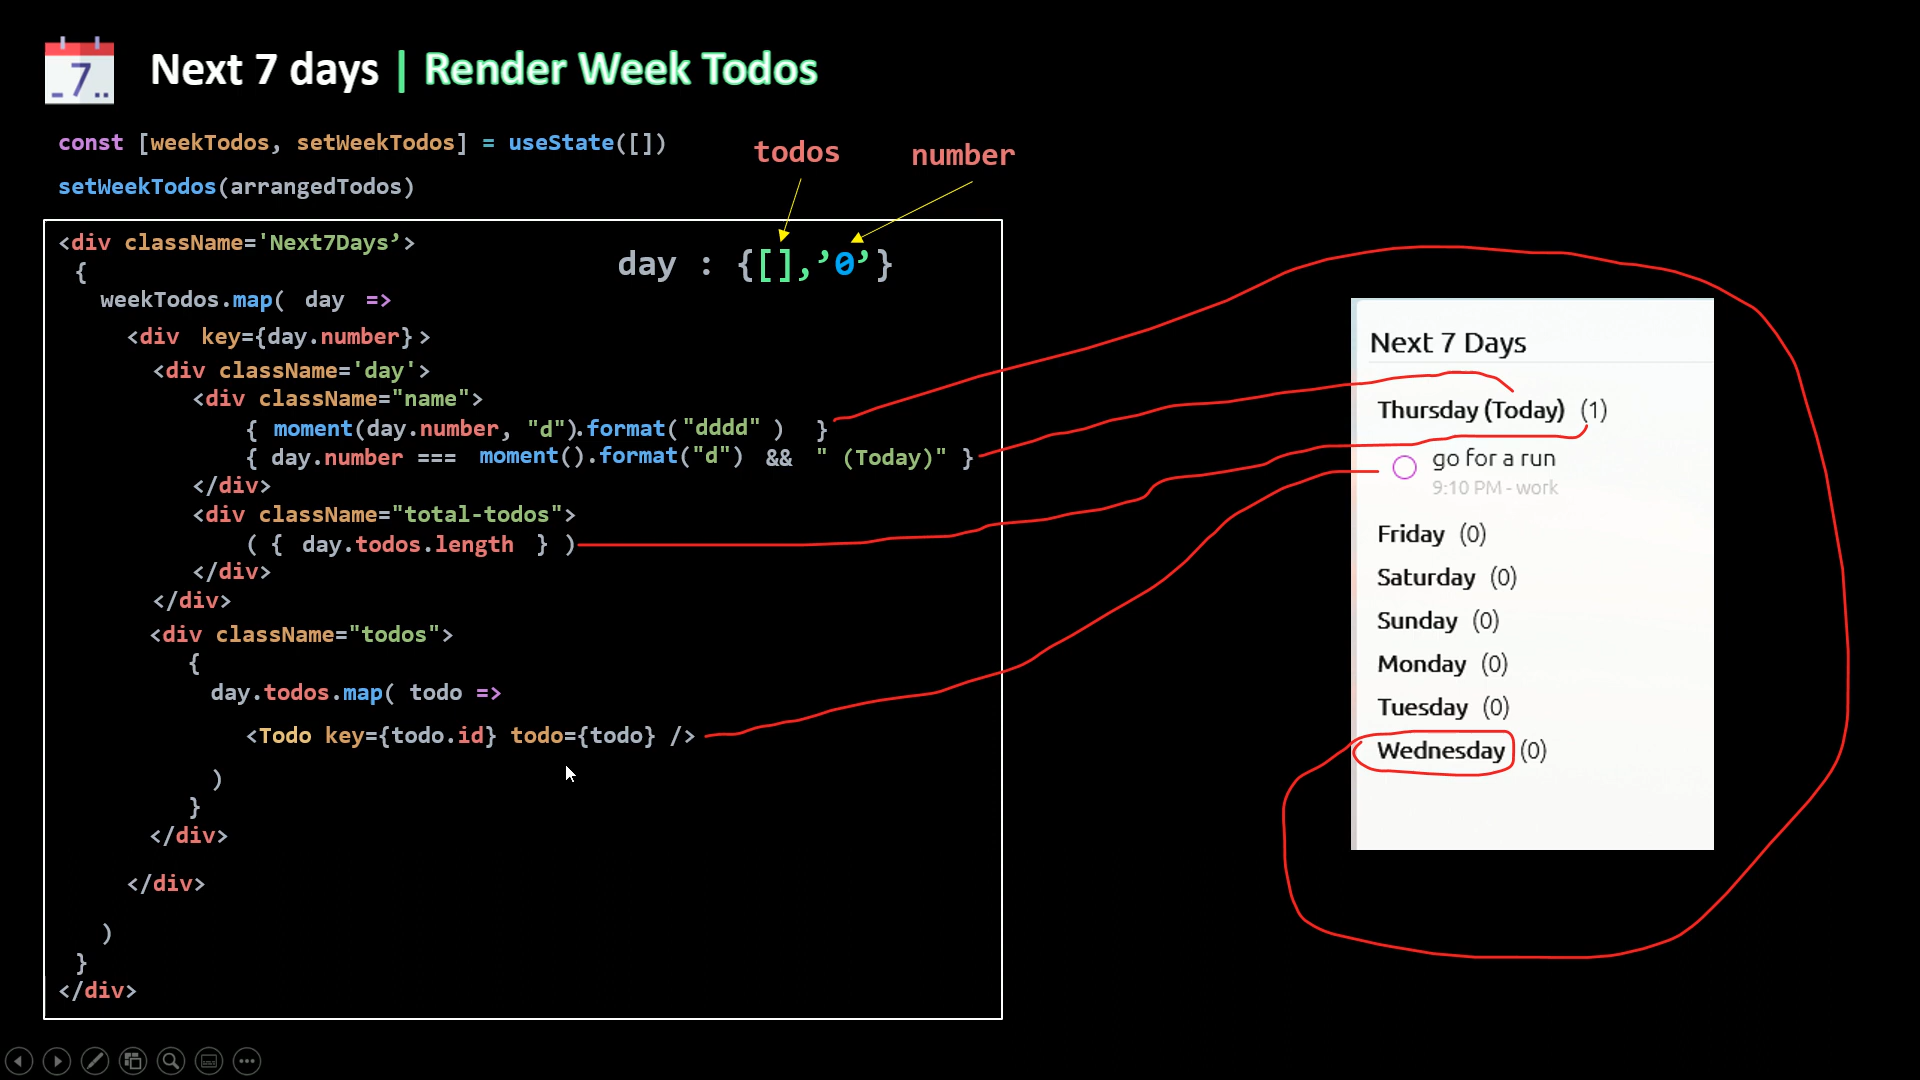 7
Next 7 days | Render Week Todos
const [weekTodos, setWeekTodos] = useState([])
setWeekTodos(arrangedTodos)
todos
number
day : {[],’0’}
<div className='Next7Days’>
{
weekTodos.map( day =>
<div key={day.number}>
<div className='day'>
<div className="name">
{ moment(day.number, "d").format("dddd" ) }
{ day.number === moment().format("d") && " (Today)" }
</div>
<div className="total-todos">
( { day.todos.length } )
</div>
</div>
<div className="todos">
{
day.todos.map( todo =>
<Todo key={todo.id} todo={todo} />
)
}
</div>
</div>
)
}
</div>
Next 7 Days
Thursday (Today) (1)
go for a run
9:10 PM - work
Friday (0)
Saturday (0)
Sunday (0)
Monday (0)
Tuesday (0)
Wednesday (0)